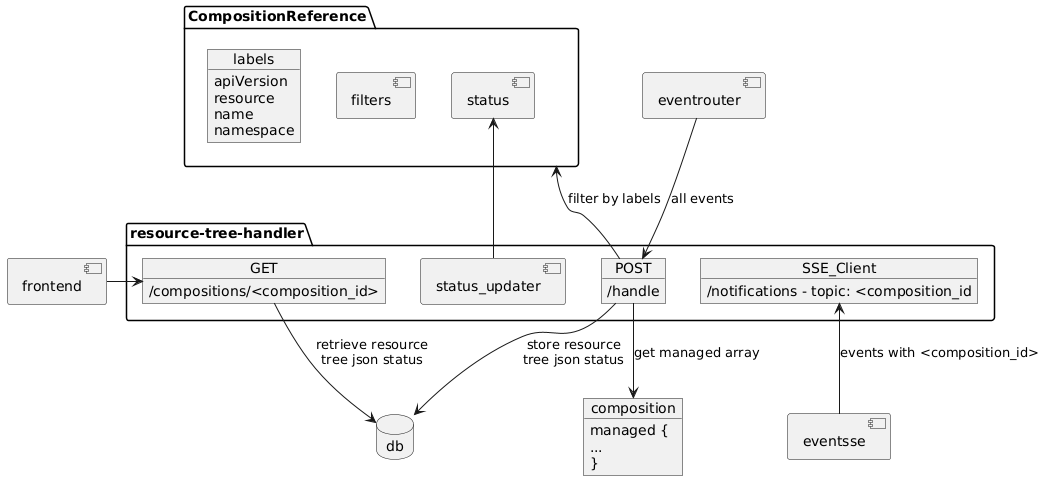 CompositionReference
labels
apiVersion
resource
name
namespace
filters
status
eventrouter
filter by labels
all events
resource-tree-handler
frontend
GET
/compositions/<composition_id>
status_updater
POST
/handle
SSE_Client
/notifications - topic: <composition_id
retrieve resource
tree json status
store resource
tree json status
get managed array
events with <composition_id>
db
composition
managed {
...
}
eventsse